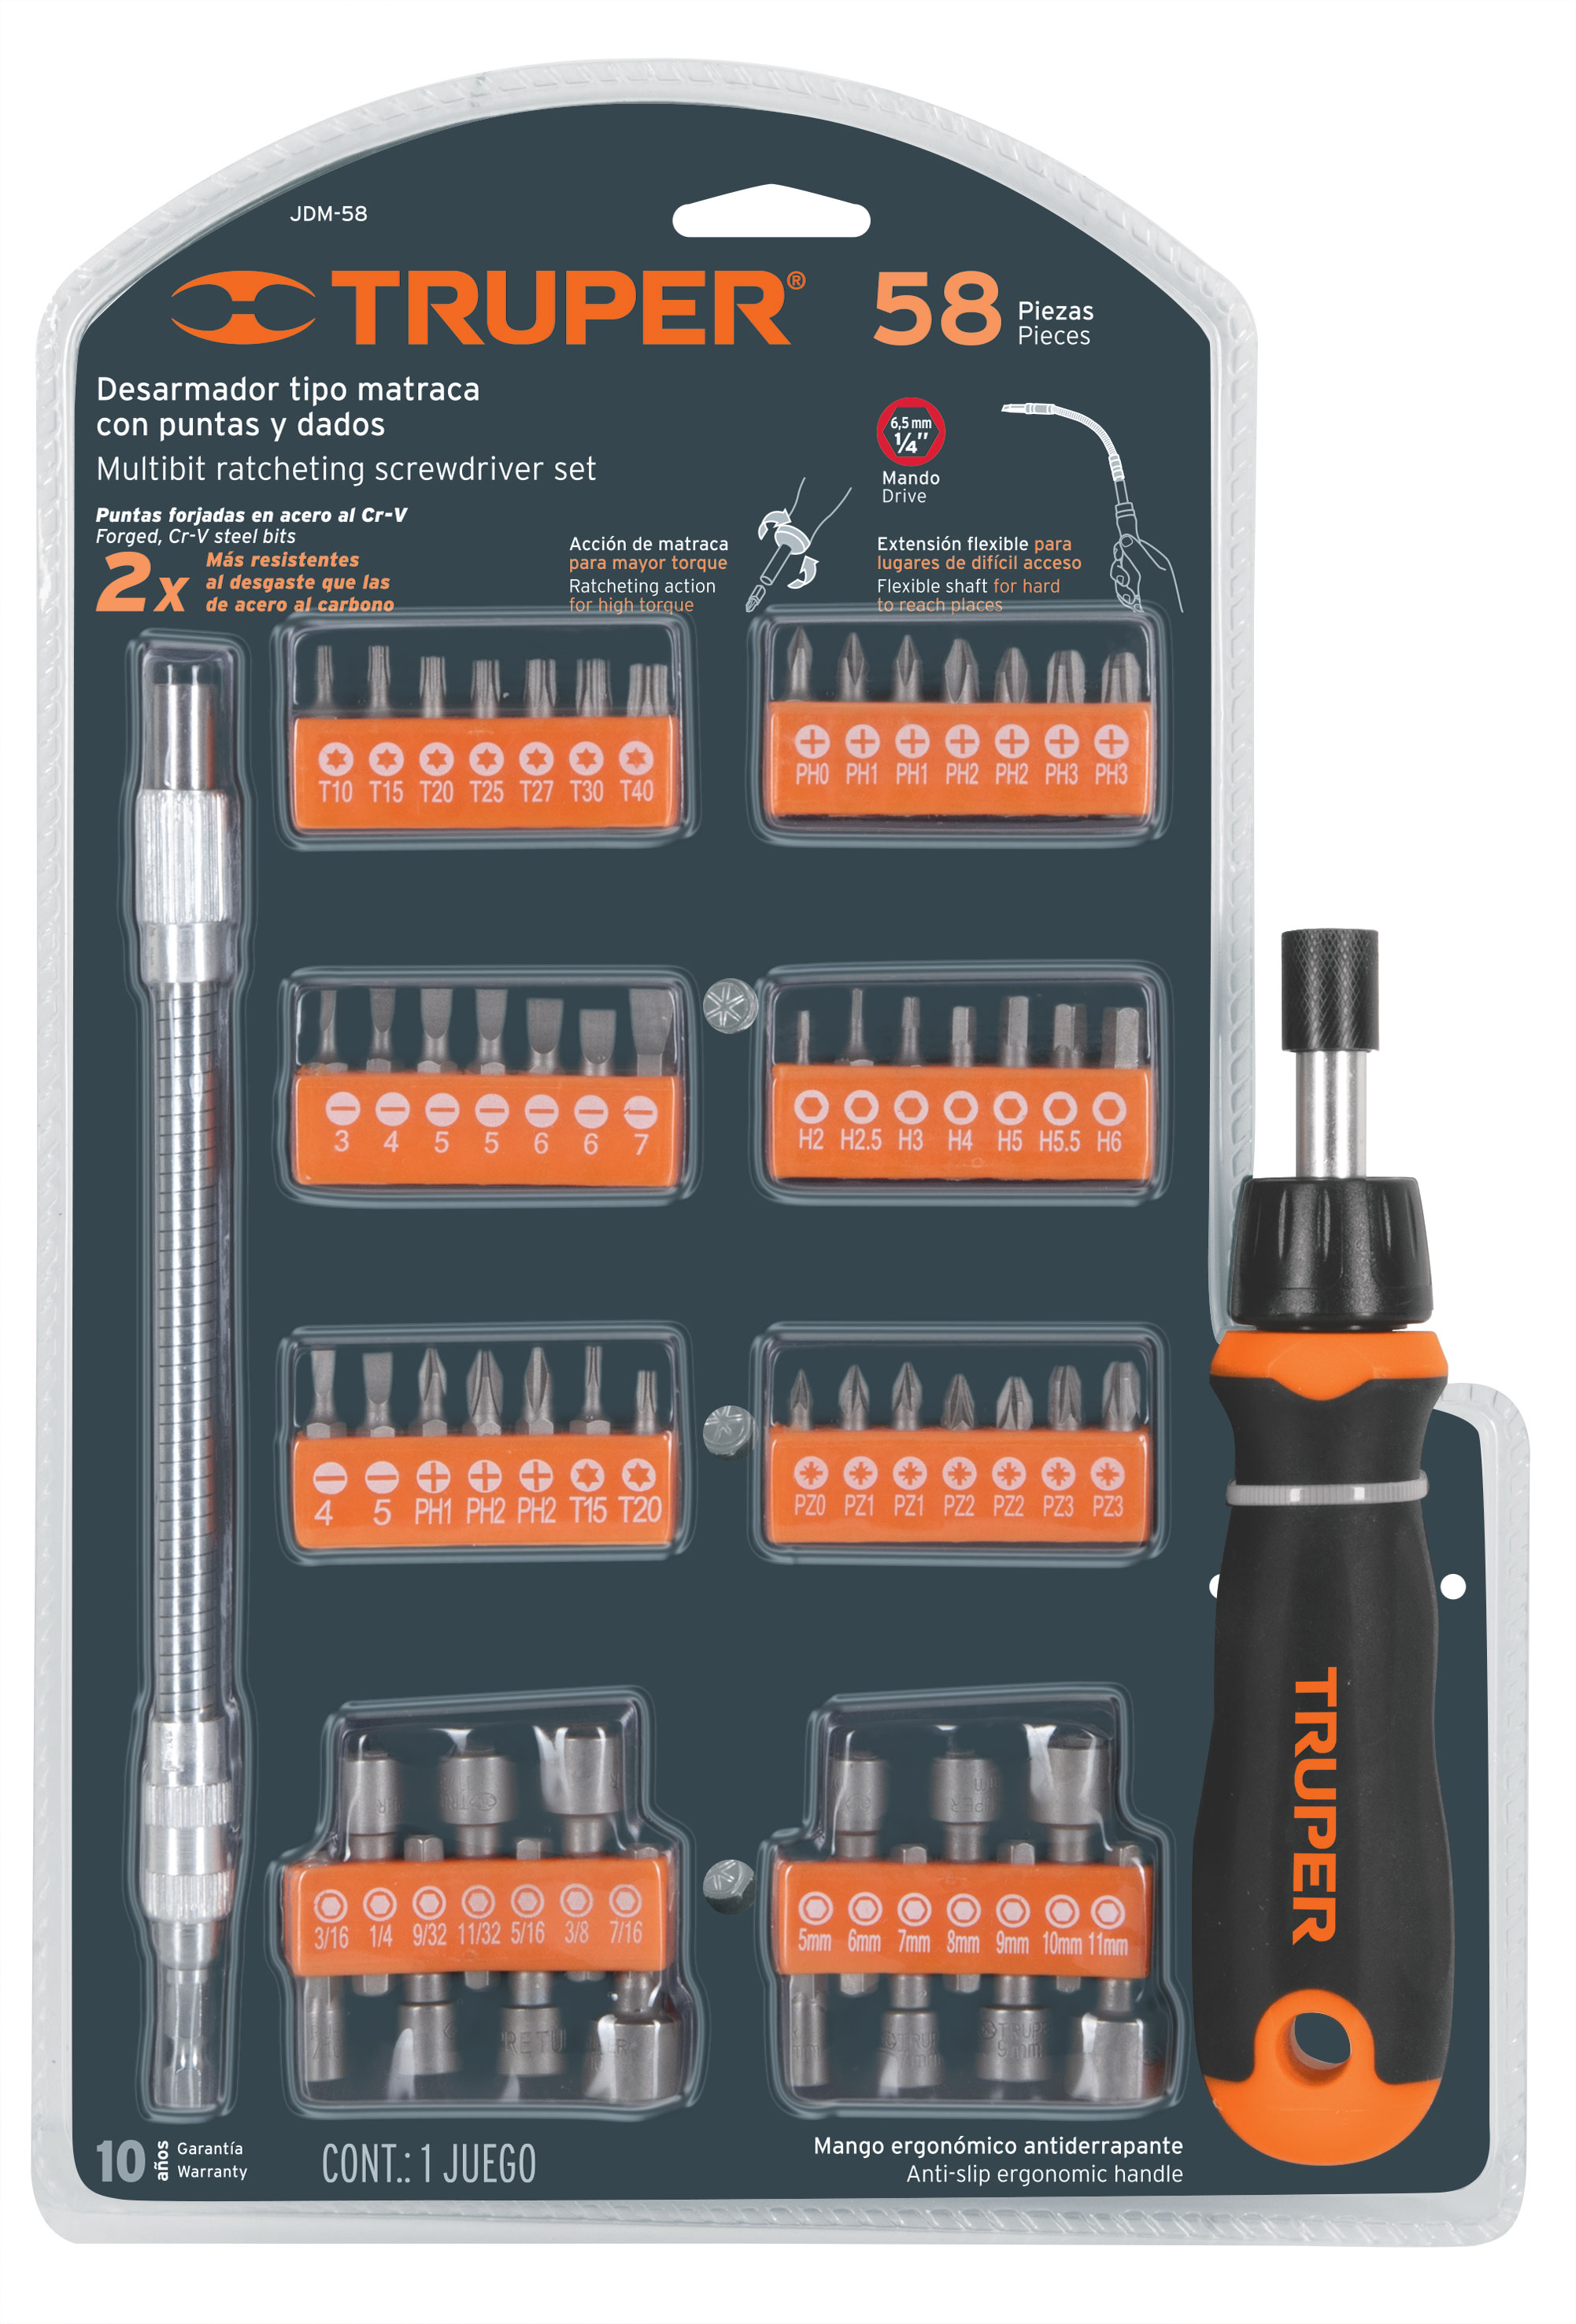 JDM-58
TRUPER®
58 Piezas
Pieces
Desarmador tipo matraca
con puntas y dados
Multibit ratcheting screwdriver set
Puntas forjadas en acero al Cr-V
Forged, Cr-V steel bits
2x Más resistentes
al desgaste que las
de acero al carbono
Acción de matraca
para mayor torque
Ratcheting action
for high torque
6,5 mm
1/4"
Mando
Drive
Extensión flexible para
lugares de difícil acceso
Flexible shaft for hard
to reach places
T10 T15 T20 T25 T27 T30 T40
PH0 PH1 PH1 PH2 PH2 PH3 PH3
3 4 5 5 6 6 7
H2 H2.5 H3 H4 H5 H5.5 H6
4 5 PH1 PH2 PH2 T15 T20
PZ0 PZ1 PZ1 PZ2 PZ2 PZ3 PZ3
3/16 1/4 9/32 11/32 5/16 3/8 7/16
5mm 6mm 7mm 8mm 9mm 10mm 11mm
TRUPER
10 años Garantía
Warranty
CONT.: 1 JUEGO
Mango ergonómico antiderrapante
Anti-slip ergonomic handle